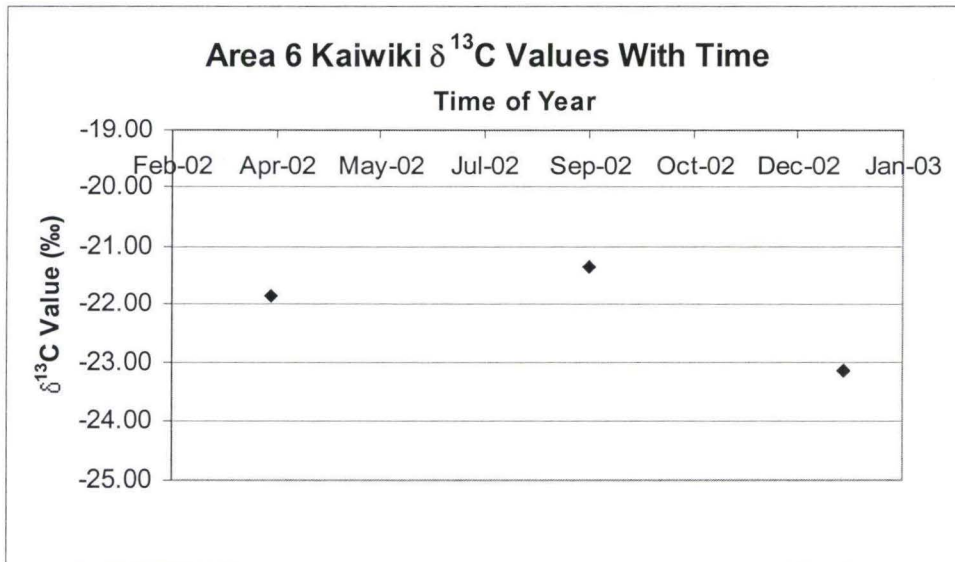 Area 6 Kaiwiki δ ¹³C Values With Time
Time of Year
-19.00
Feb-02 Apr-02 May-02 Jul-02 Sep-02 Oct-02 Dec-02 Jan-03
-20.00
-21.00
-22.00
-23.00
-24.00
-25.00
δ¹³C Value (‰)